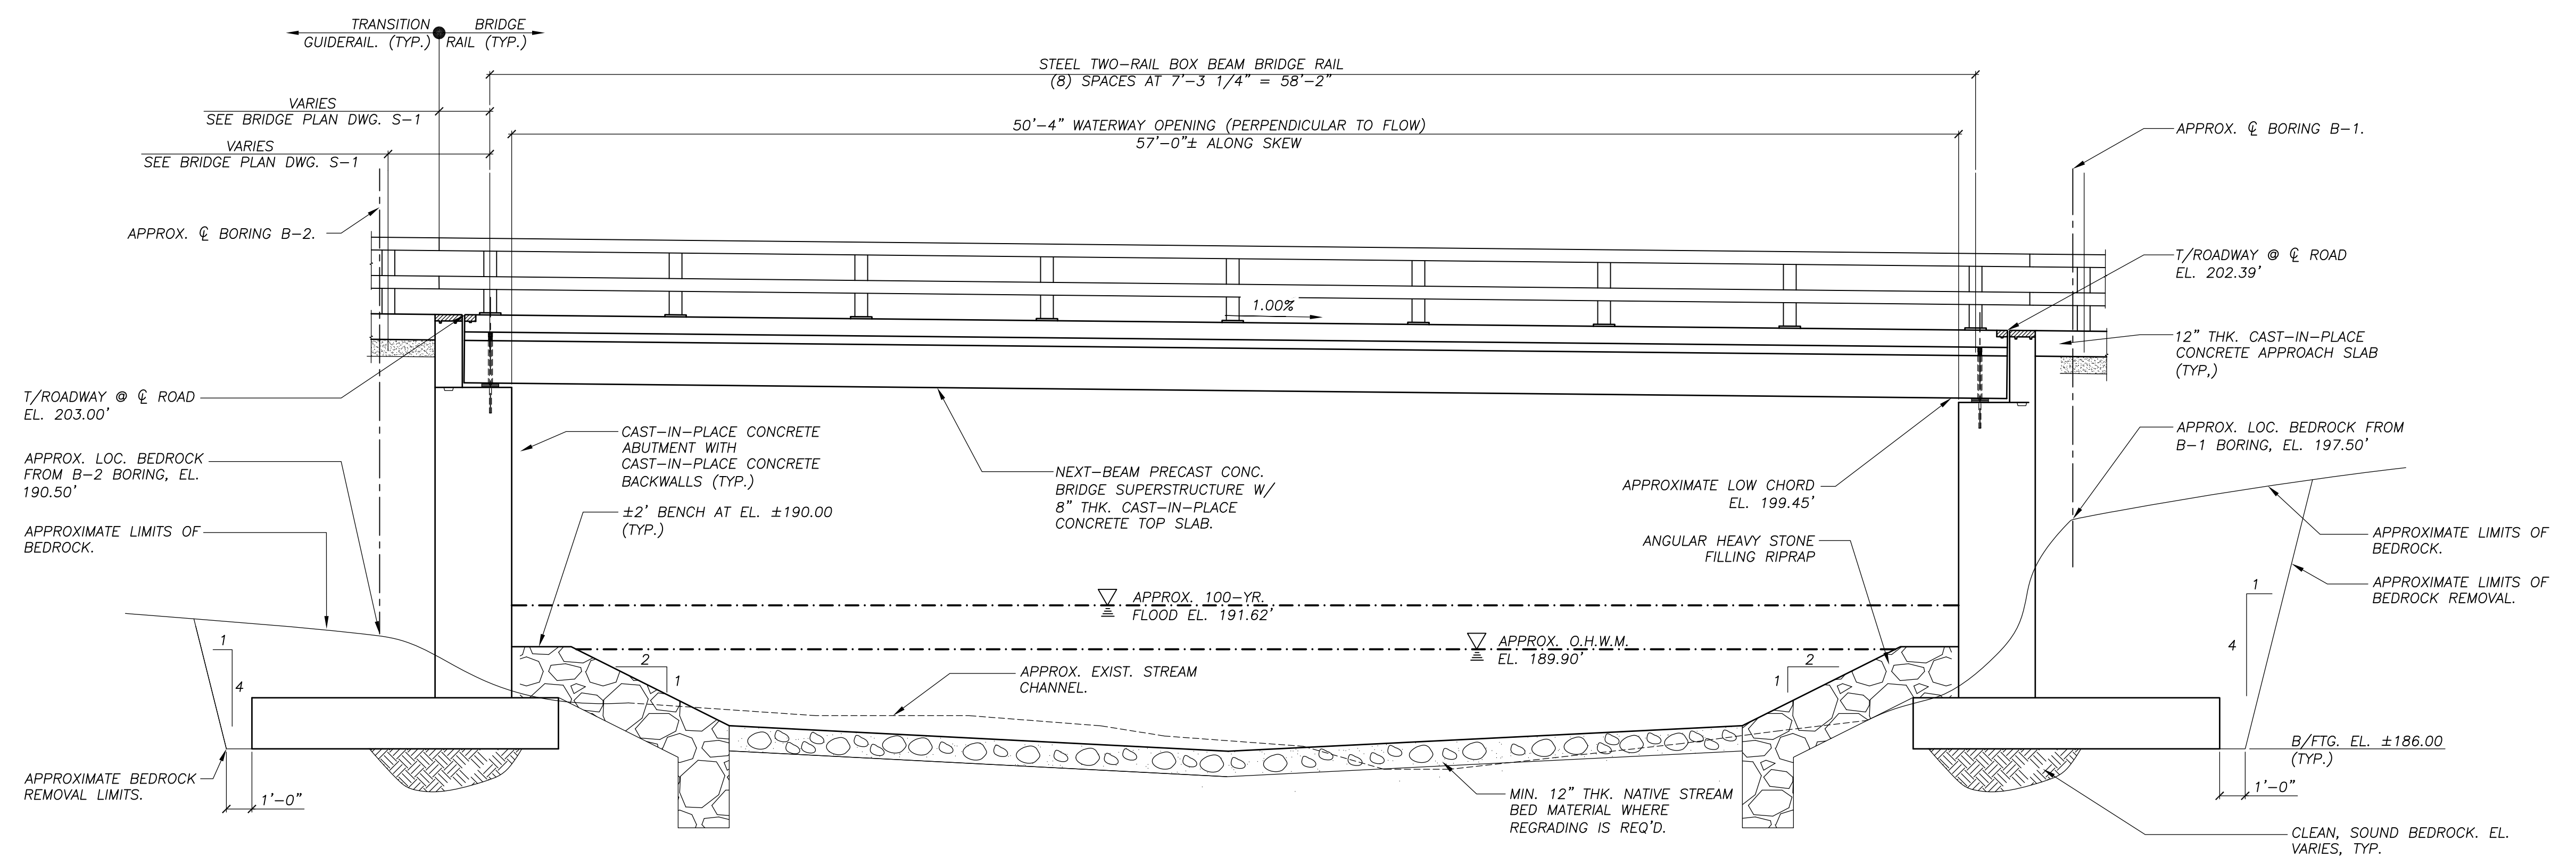 TRANSITION BRIDGE
GUIDERAIL. (TYP.) RAIL (TYP.)
STEEL TWO-RAIL BOX BEAM BRIDGE RAIL
(8) SPACES AT 7'-3 1/4" = 58'-2"
VARIES
SEE BRIDGE PLAN DWG. S-1
50'-4" WATERWAY OPENING (PERPENDICULAR TO FLOW)
57'-0"± ALONG SKEW
VARIES
SEE BRIDGE PLAN DWG. S-1
APPROX. ℄ BORING B-1.
APPROX. ℄ BORING B-2.
T/ROADWAY @ ℄ ROAD
EL. 202.39'
1.00%
12" THK. CAST-IN-PLACE
CONCRETE APPROACH SLAB
(TYP,)
T/ROADWAY @ ℄ ROAD
EL. 203.00'
CAST-IN-PLACE CONCRETE
ABUTMENT WITH
CAST-IN-PLACE CONCRETE
BACKWALLS (TYP.)
APPROX. LOC. BEDROCK FROM
B-1 BORING, EL. 197.50'
APPROX. LOC. BEDROCK
FROM B-2 BORING, EL.
190.50'
NEXT-BEAM PRECAST CONC.
BRIDGE SUPERSTRUCTURE W/
8" THK. CAST-IN-PLACE
CONCRETE TOP SLAB.
APPROXIMATE LOW CHORD
EL. 199.45'
±2' BENCH AT EL. ±190.00
(TYP.)
APPROXIMATE LIMITS OF
BEDROCK.
ANGULAR HEAVY STONE
FILLING RIPRAP
APPROXIMATE LIMITS OF
BEDROCK.
APPROXIMATE LIMITS OF
BEDROCK REMOVAL.
APPROX. 100-YR.
FLOOD EL. 191.62'
APPROX. O.H.W.M.
EL. 189.90'
1
4
2
1
APPROX. EXIST. STREAM
CHANNEL.
2
1
1
4
B/FTG. EL. ±186.00
(TYP.)
APPROXIMATE BEDROCK
REMOVAL LIMITS.
1'-0"
MIN. 12" THK. NATIVE STREAM
BED MATERIAL WHERE
REGRADING IS REQ'D.
1'-0"
CLEAN, SOUND BEDROCK. EL.
VARIES, TYP.